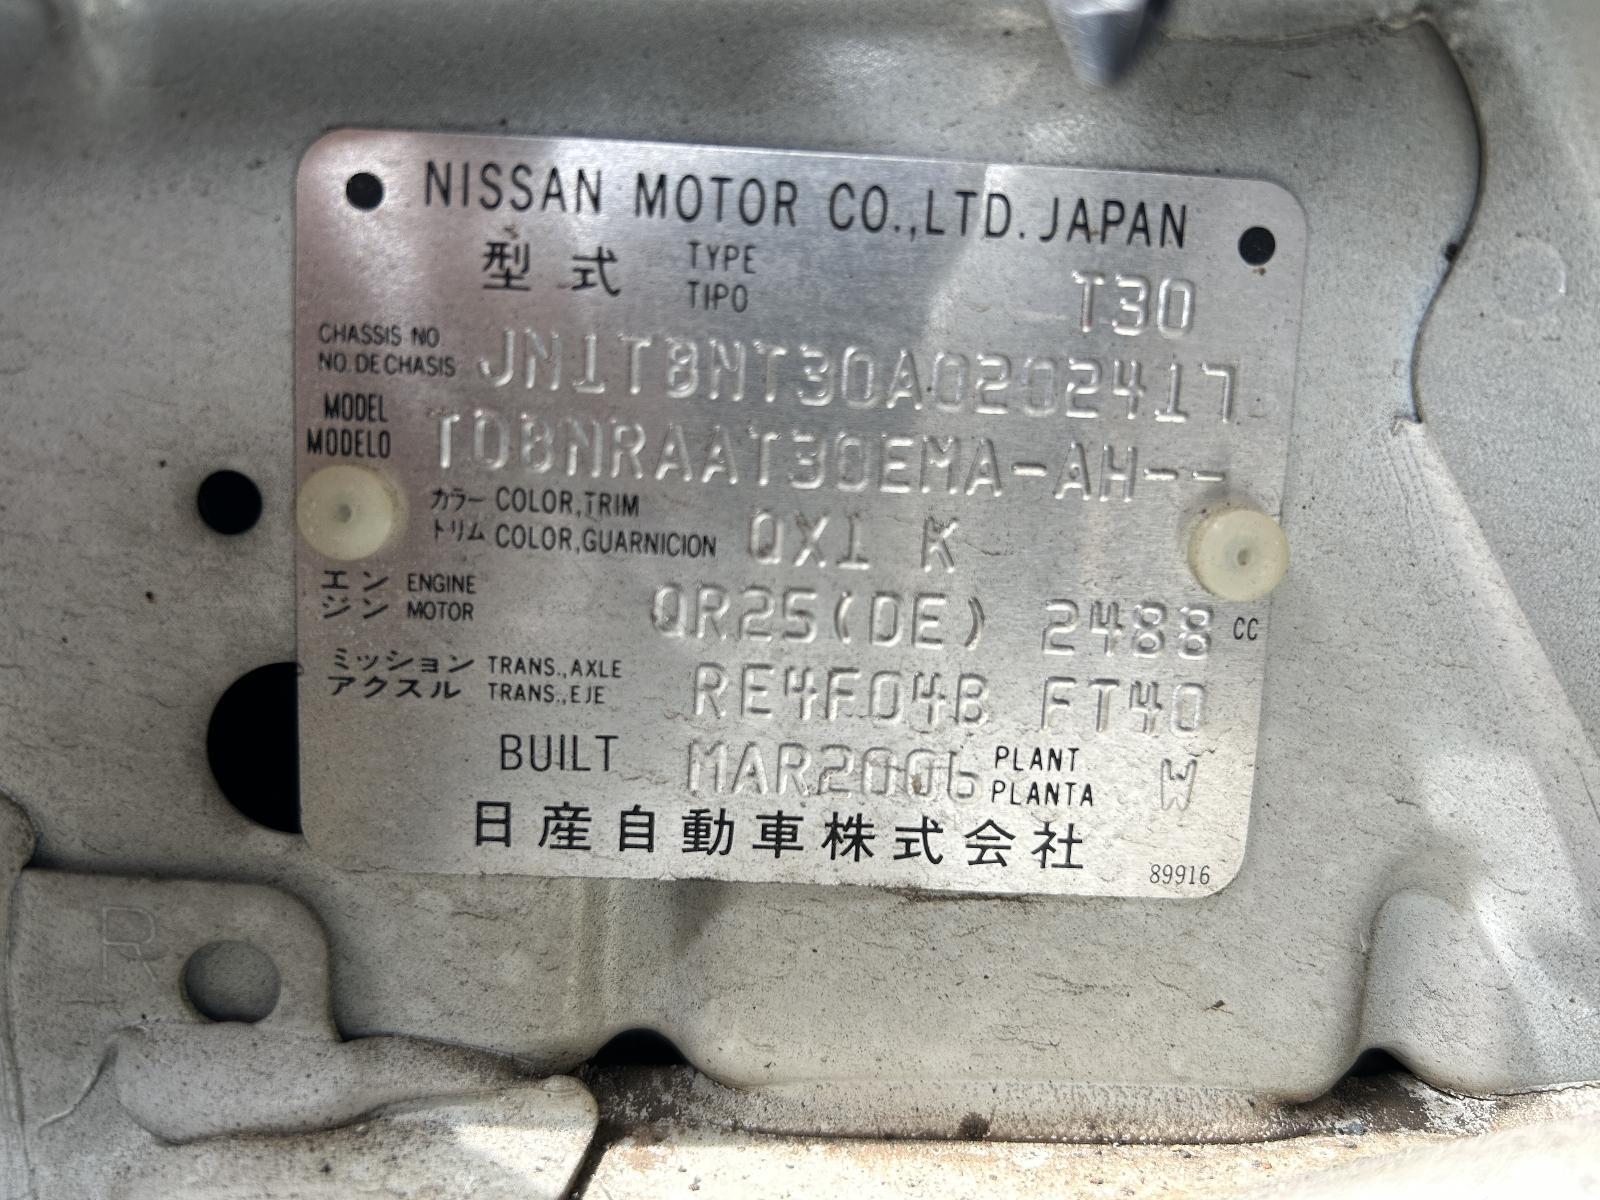 NISSAN MOTOR CO.,LTD. JAPAN
型式 TYPE TIPO T30
CHASSIS NO. NO. DE CHASIS JN1TBNT30A0202417
MODEL MODELO TDBNRAAT30EMA-AH--
カラー COLOR,TRIM
トリム COLOR,GUARNICION QX1 K
エンジン ENGINE MOTOR QR25(DE) 2488 CC
ミッション TRANS.,AXLE
アクスル TRANS.,EJE RE4F04B FT40
BUILT MAR2006 PLANT PLANTA W
日産自動車株式会社
89916
R